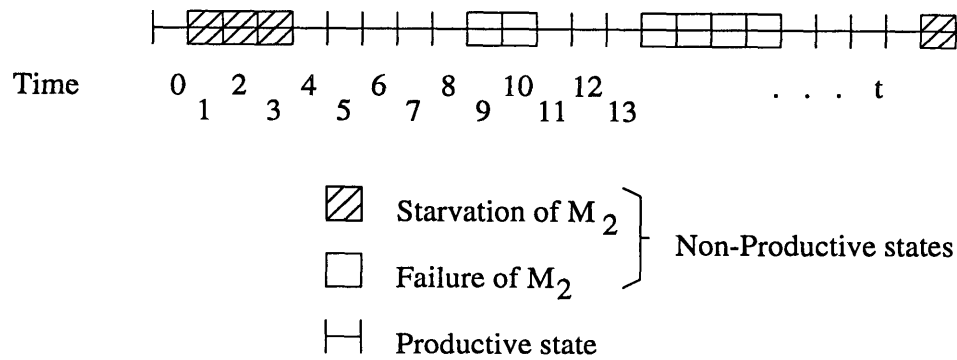 Time 0 2 4 6 8 10 12 . . . t
1 3 5 7 9 11 13
Starvation of M 2
Non-Productive states
Failure of M2
Productive state